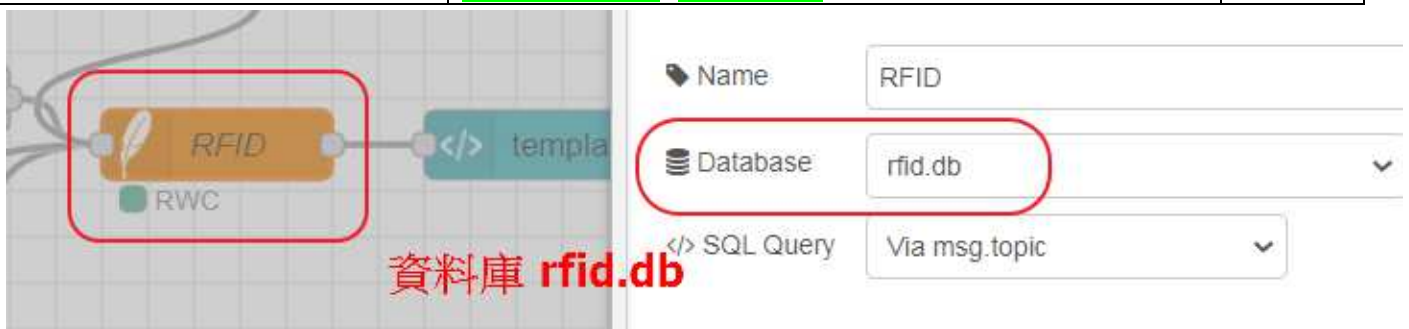 RFID
</> templa
RWC
資料庫 rfid.db
Name RFID
Database rfid.db
</> SQL Query Via msg.topic